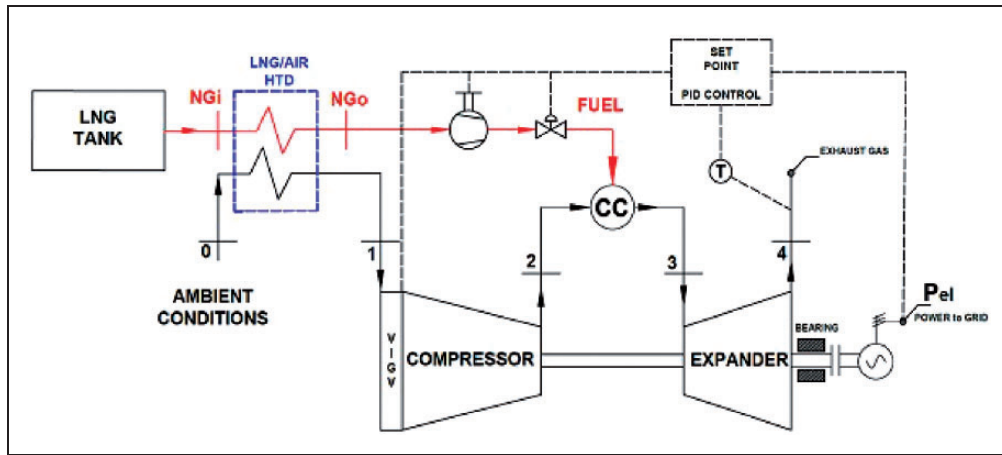 LNG/AIR
HTD
SET
POINT
PID CONTROL
LNG
TANK
NGi
NGo
FUEL
T
EXHAUST GAS
CC
0
1
2
3
4
AMBIENT
CONDITIONS
Pel
POWER to GRID
VIGV
COMPRESSOR
EXPANDER
BEARING